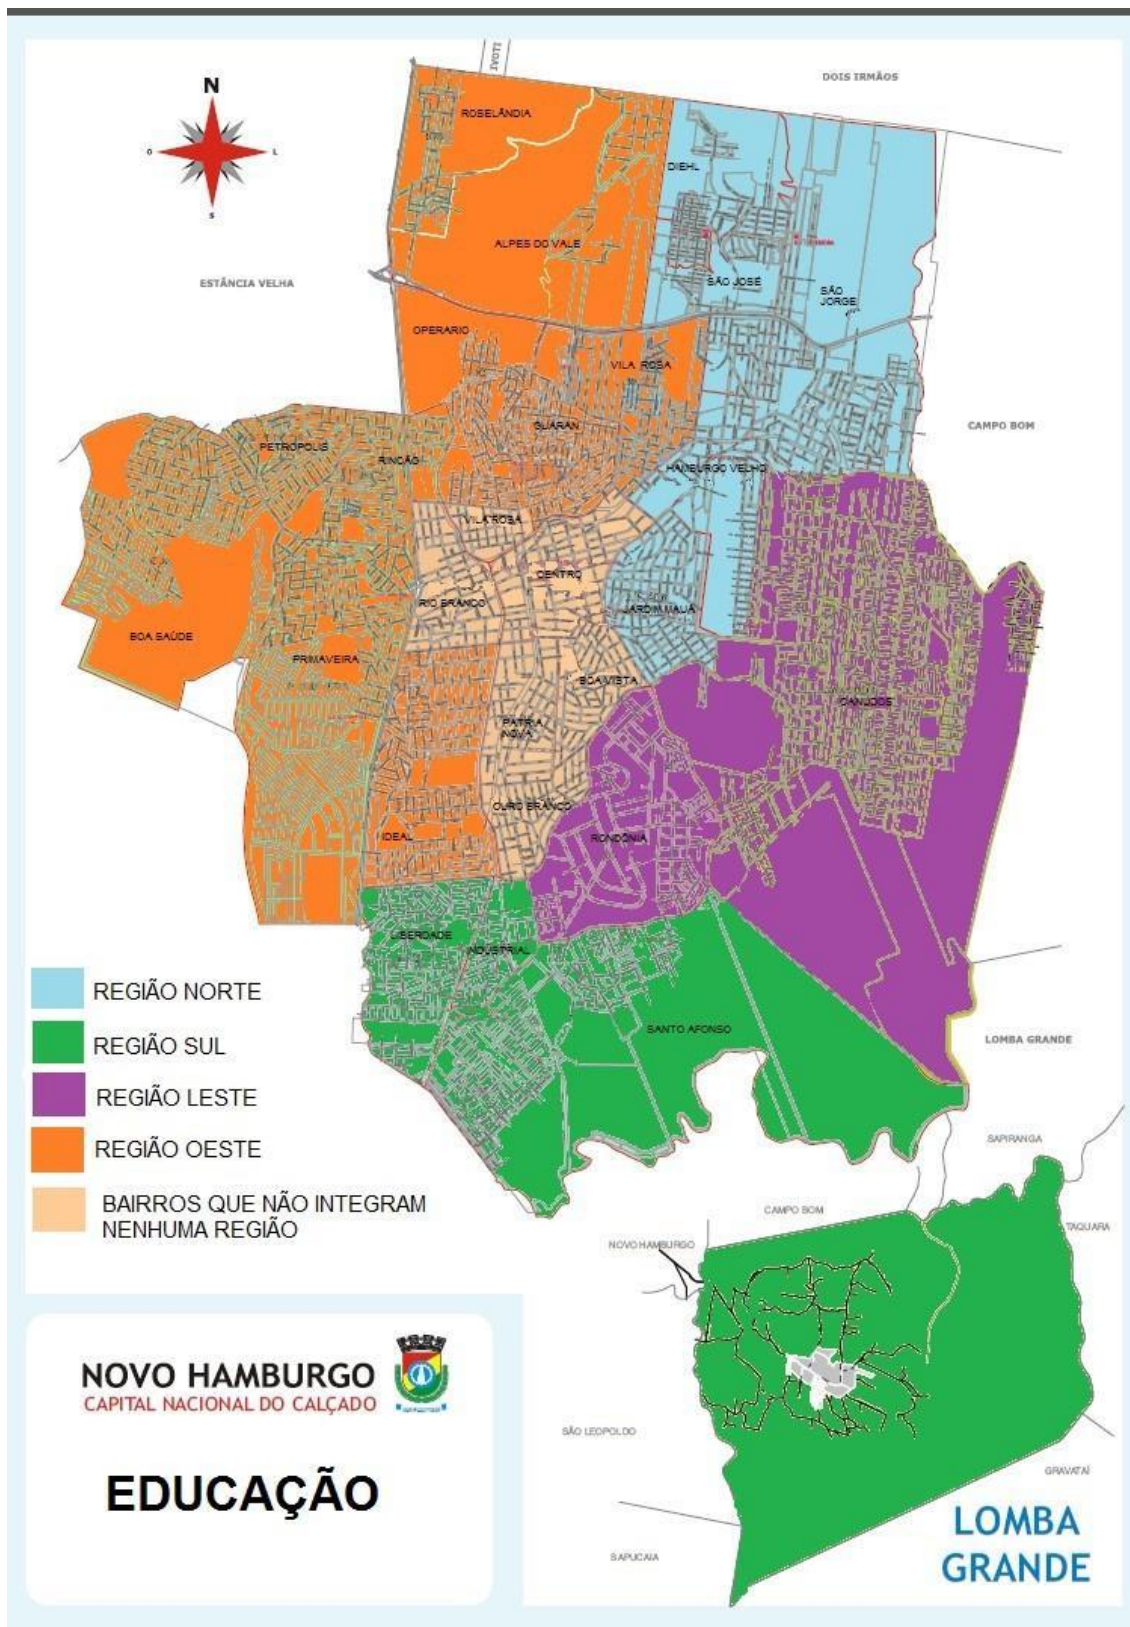 IVOTI
DOIS IRMÃOS
N
O
L
S
ROSELÂNDIA
DIEHL
ALPES DO VALE
ESTÂNCIA VELHA
SÃO JOSÉ
SÃO
JORGE
OPERARIO
VILA ROSA
GUARAN
CAMPO BOM
PETROPOLIS
RINCÃO
HAMBURGO VELHO
VILA ROSA
CENTRO
RIO BRANCO
JARDIM MAUÁ
BOA SAÚDE
PRIMAVEIRA
BOA VISTA
CANUDOS
PATRIA
NOVA
OURO BRANCO
IDEAL
RONDÔNIA
LIBERDADE
INDUSTRIAL
SANTO AFONSO
LOMBA GRANDE
REGIÃO NORTE
REGIÃO SUL
REGIÃO LESTE
REGIÃO OESTE
BAIRROS QUE NÃO INTEGRAM
NENHUMA REGIÃO
SAPIRANGA
CAMPO BOM
TAQUARA
NOVO HAMBURGO
SÃO LEOPOLDO
GRAVATAÍ
SAPUCAIA
LOMBA
GRANDE
NOVO HAMBURGO
CAPITAL NACIONAL DO CALÇADO
EDUCAÇÃO